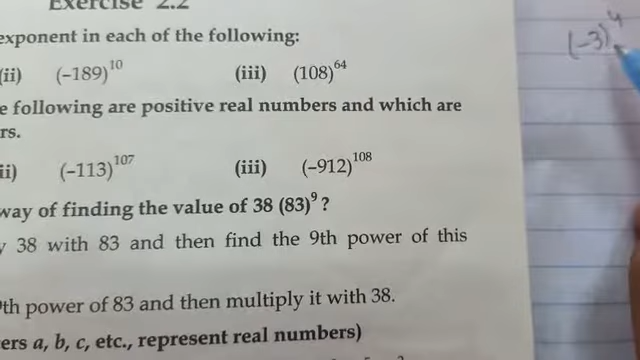 Exercise 2.2
exponent in each of the following:
(ii) (–189)^10 (iii) (108)^64
e following are positive real numbers and which are
rs.
ii) (–113)^107 (iii) (–912)^108
way of finding the value of 38 (83)^9 ?
y 38 with 83 and then find the 9th power of this
th power of 83 and then multiply it with 38.
ers a, b, c, etc., represent real numbers)
(-3)^4